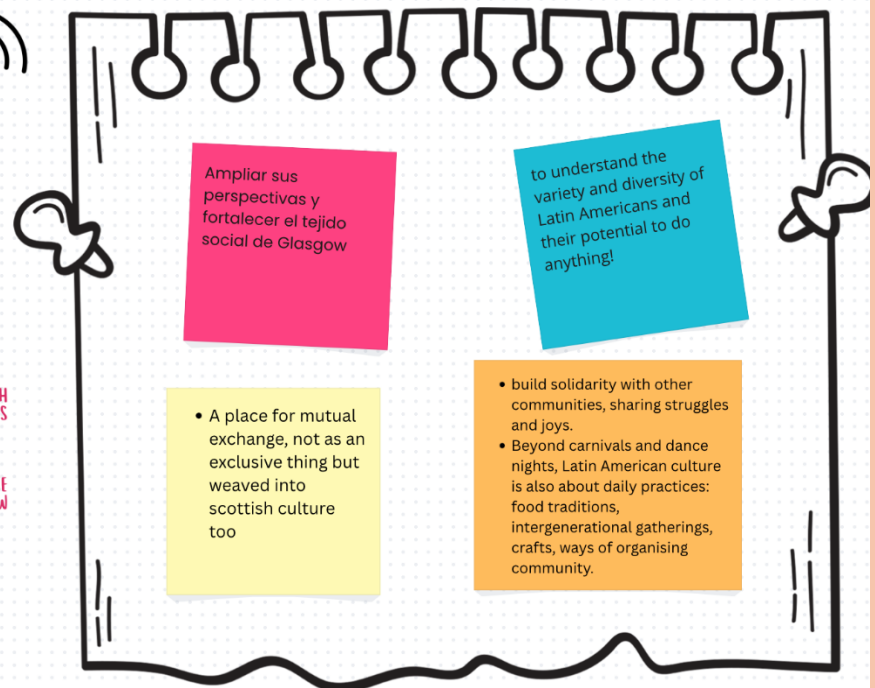 Ampliar sus
perspectivas y
fortalecer el tejido
social de Glasgow
to understand the
variety and diversity of
Latin Americans and
their potential to do
anything!
H
S
E
W
• A place for mutual
exchange, not as an
exclusive thing but
weaved into
scottish culture
too
• build solidarity with other
communities, sharing struggles
and joys.
• Beyond carnivals and dance
nights, Latin American culture
is also about daily practices:
food traditions,
intergenerational gatherings,
crafts, ways of organising
community.